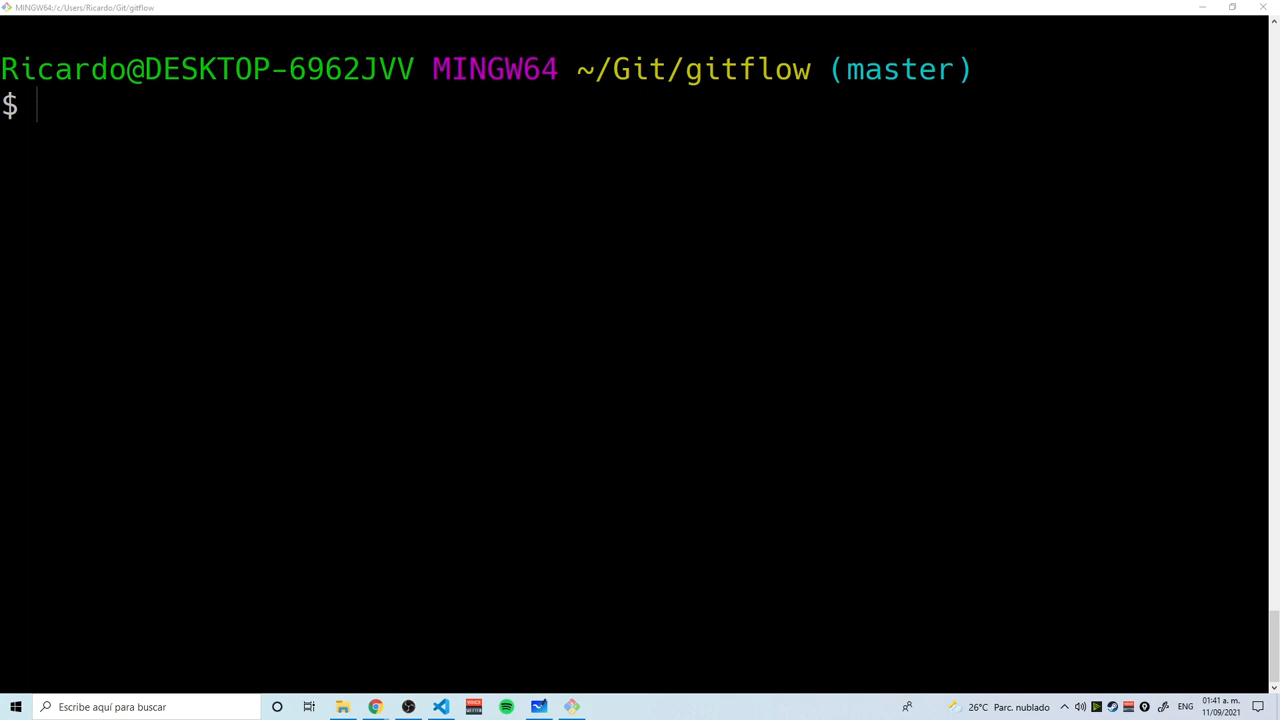 MINGW64:/c/Users/Ricardo/Git/gitflow
Ricardo@DESKTOP-6962JVV MINGW64 ~/Git/gitflow (master)
$
Escribe aquí para buscar
26°C Parc. nublado
ENG
01:41 a. m.
11/09/2021